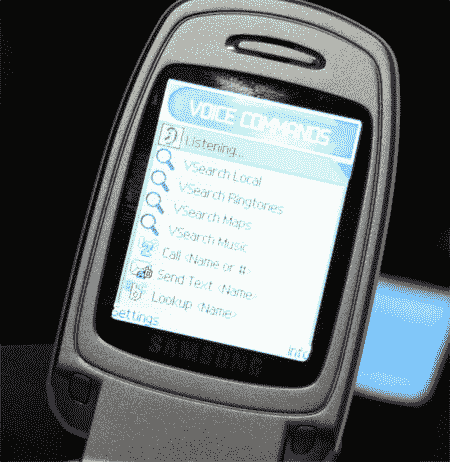 VOICE COMMANDS
Listening...
VSearch Local
VSearch Ringtones
VSearch Maps
VSearch Music
Call <Name or #>
Send Text <Name>
Lookup <Name>
Settings
Info
SAMSUNG